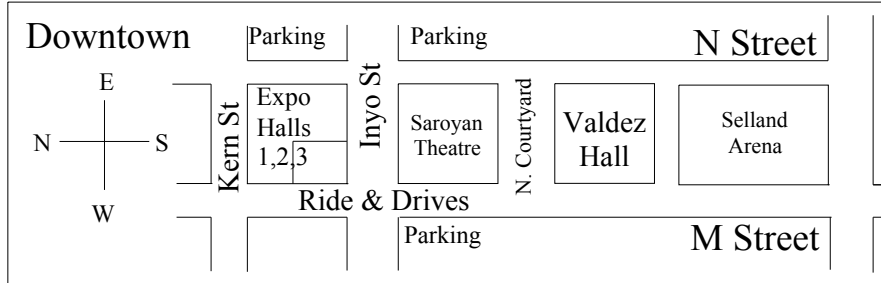 Downtown
Parking
Parking
N Street
E
N
S
W
Kern St
Expo
Halls
1,2,3
Inyo St
Saroyan
Theatre
N. Courtyard
Valdez
Hall
Selland
Arena
Ride & Drives
Parking
M Street